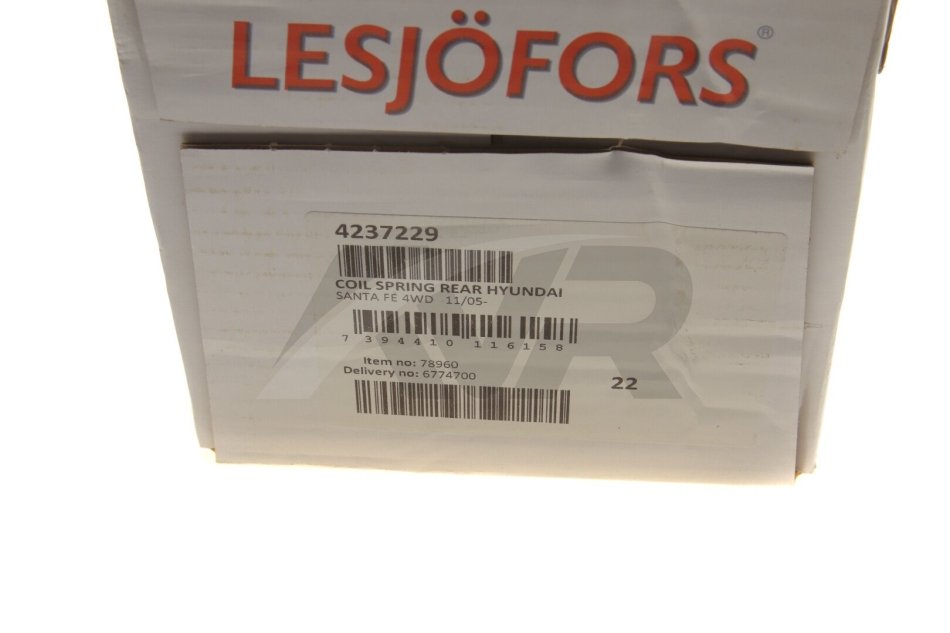 LESJÖFORS®
4237229
COIL SPRING REAR HYUNDAI
SANTA FE 4WD 11/05-
7 394410 116158
Item no: 78960
Delivery no: 6774700
22